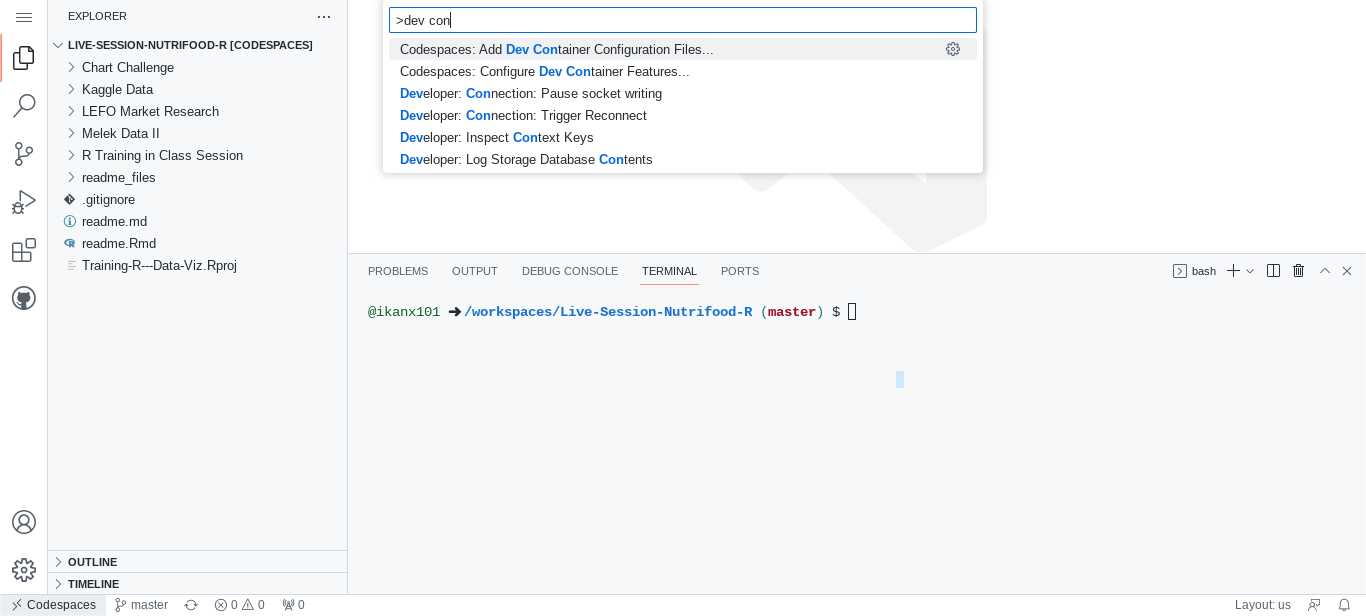 EXPLORER
LIVE-SESSION-NUTRIFOOD-R [CODESPACES]
Chart Challenge
Kaggle Data
LEFO Market Research
Melek Data II
R Training in Class Session
readme_files
.gitignore
readme.md
readme.Rmd
Training-R---Data-Viz.Rproj
OUTLINE
TIMELINE
>dev con
Codespaces: Add Dev Container Configuration Files...
Codespaces: Configure Dev Container Features...
Developer: Connection: Pause socket writing
Developer: Connection: Trigger Reconnect
Developer: Inspect Context Keys
Developer: Log Storage Database Contents
PROBLEMS OUTPUT DEBUG CONSOLE TERMINAL PORTS bash
@ikanx101 ➜ /workspaces/Live-Session-Nutrifood-R (master) $
Codespaces master 0 0 0 Layout: us